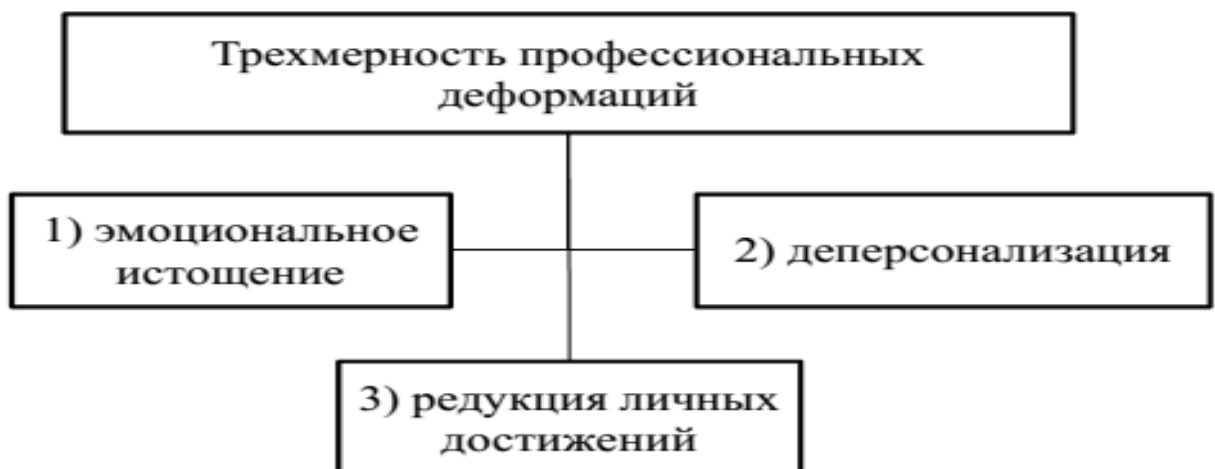 Трехмерность профессиональных
деформаций
1) эмоциональное
истощение
2) деперсонализация
3) редукция личных
достижений